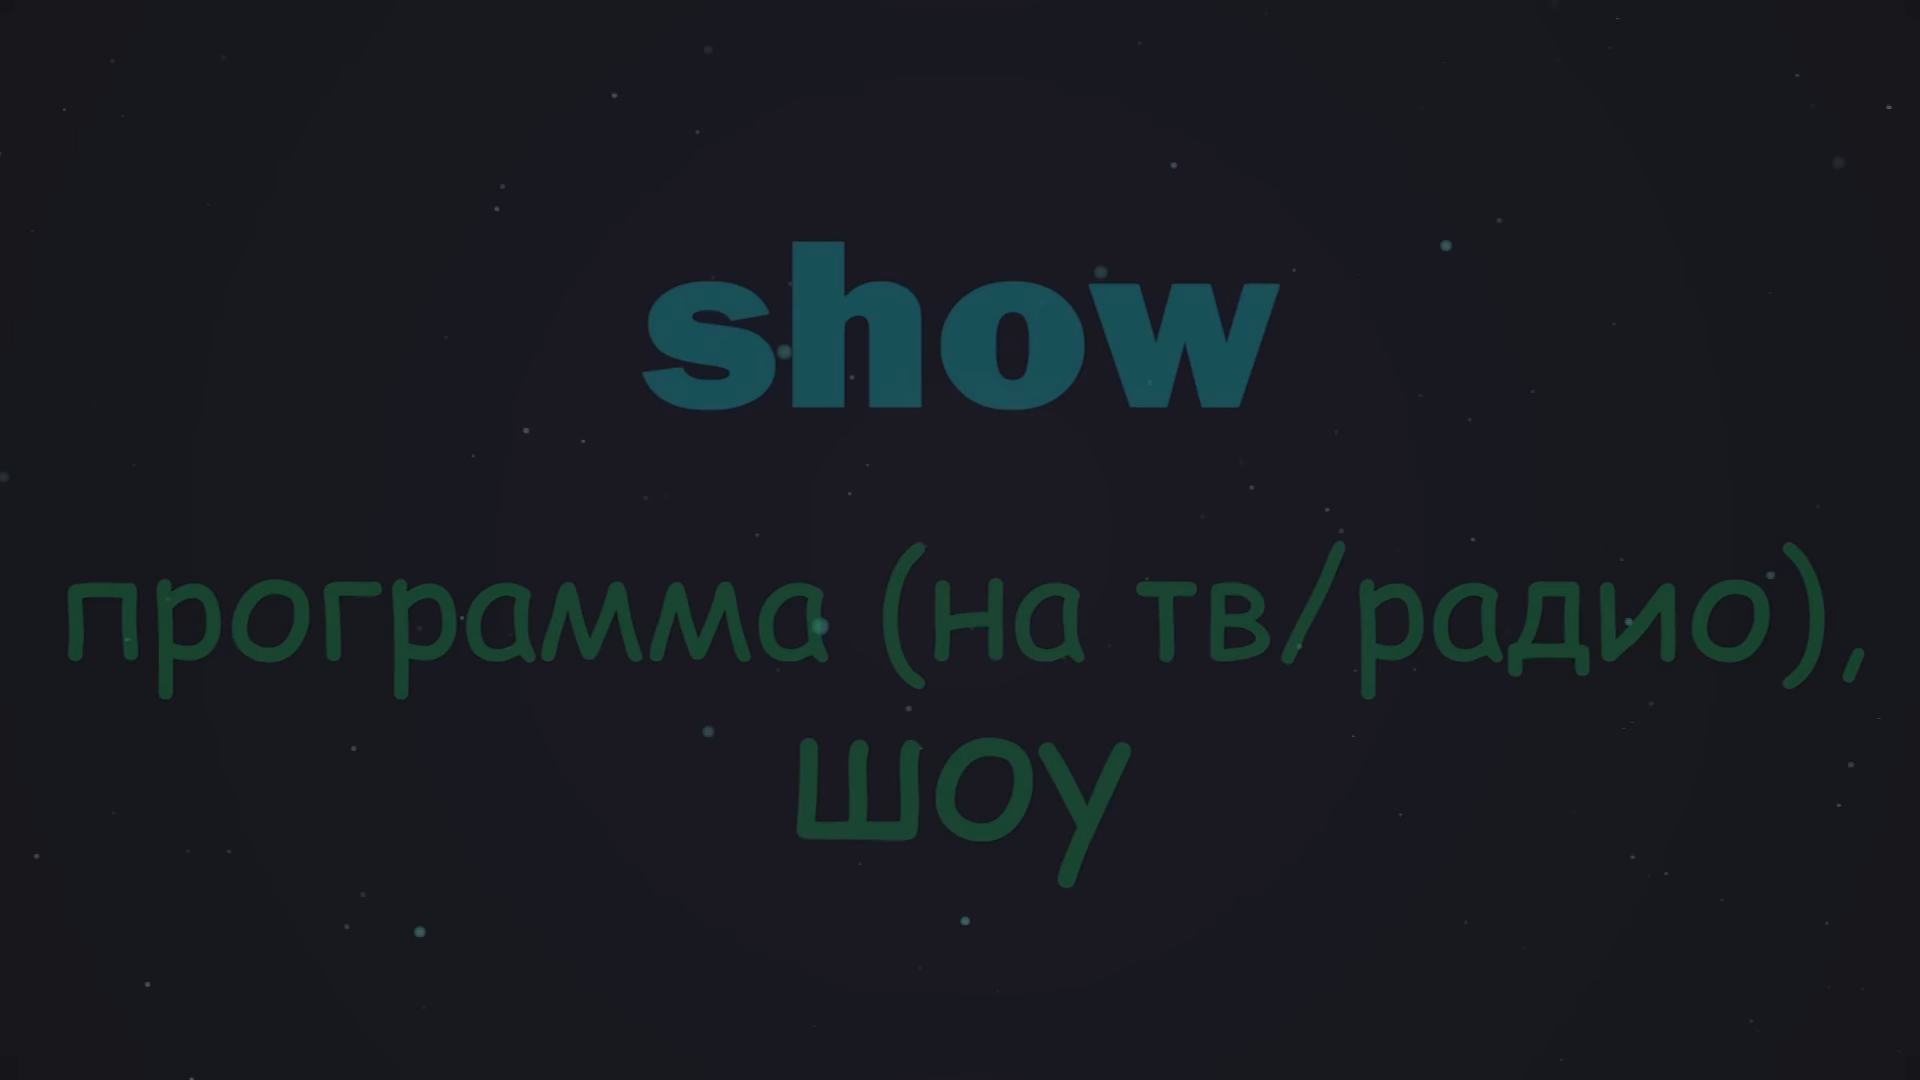 show
программа (на тв/радио),
шоу